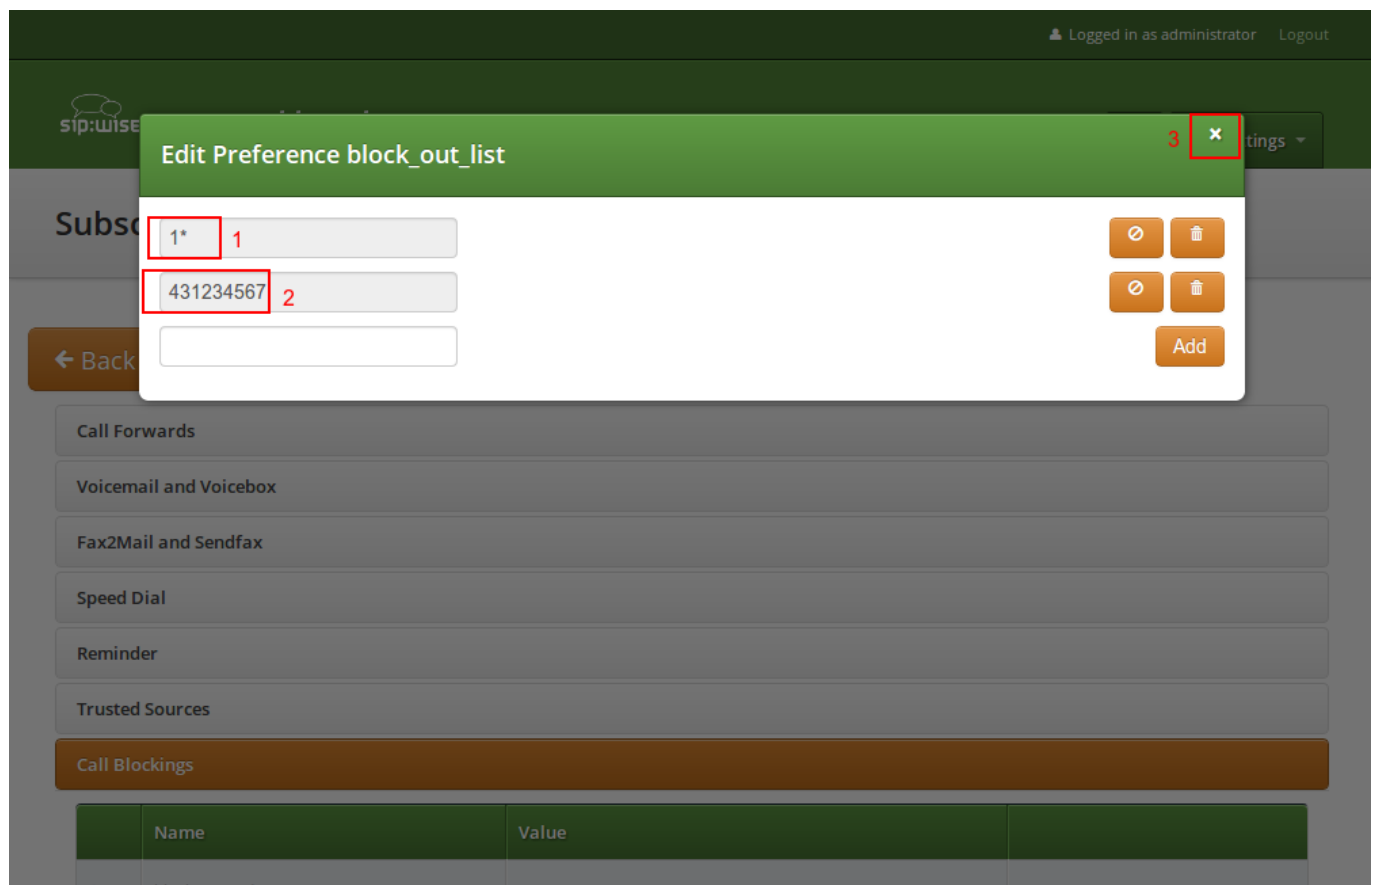 Logged in as administrator Logout
sip:wise
Edit Preference block_out_list
3
tings
Subsc
1*
1
431234567
2
Add
Back
Call Forwards
Voicemail and Voicebox
Fax2Mail and Sendfax
Speed Dial
Reminder
Trusted Sources
Call Blockings
Name Value